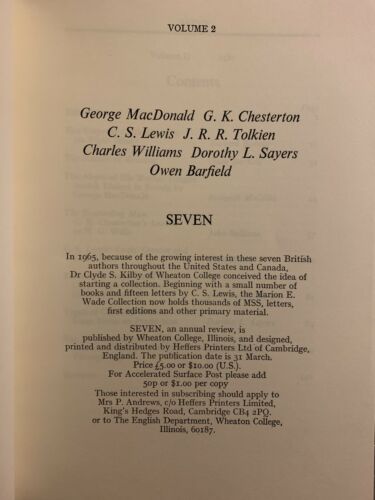 VOLUME 2
George MacDonald G. K. Chesterton
C. S. Lewis J. R. R. Tolkien
Charles Williams Dorothy L. Sayers
Owen Barfield
SEVEN
In 1965, because of the growing interest in these seven British
authors throughout the United States and Canada,
Dr Clyde S. Kilby of Wheaton College conceived the idea of
starting a collection. Beginning with a small number of
books and fifteen letters by C. S. Lewis, the Marion E.
Wade Collection now holds thousands of MSS, letters,
first editions and other primary material.
SEVEN, an annual review, is
published by Wheaton College, Illinois, and designed,
printed and distributed by Heffers Printers Ltd of Cambridge,
England. The publication date is 31 March.
Price £5.00 or $10.00 (U.S.).
For Accelerated Surface Post please add
50p or $1.00 per copy
Those interested in subscribing should apply to
Mrs P. Andrews, c/o Heffers Printers Limited,
King's Hedges Road, Cambridge CB4 2PQ.
or to The English Department, Wheaton College,
Illinois, 60187.